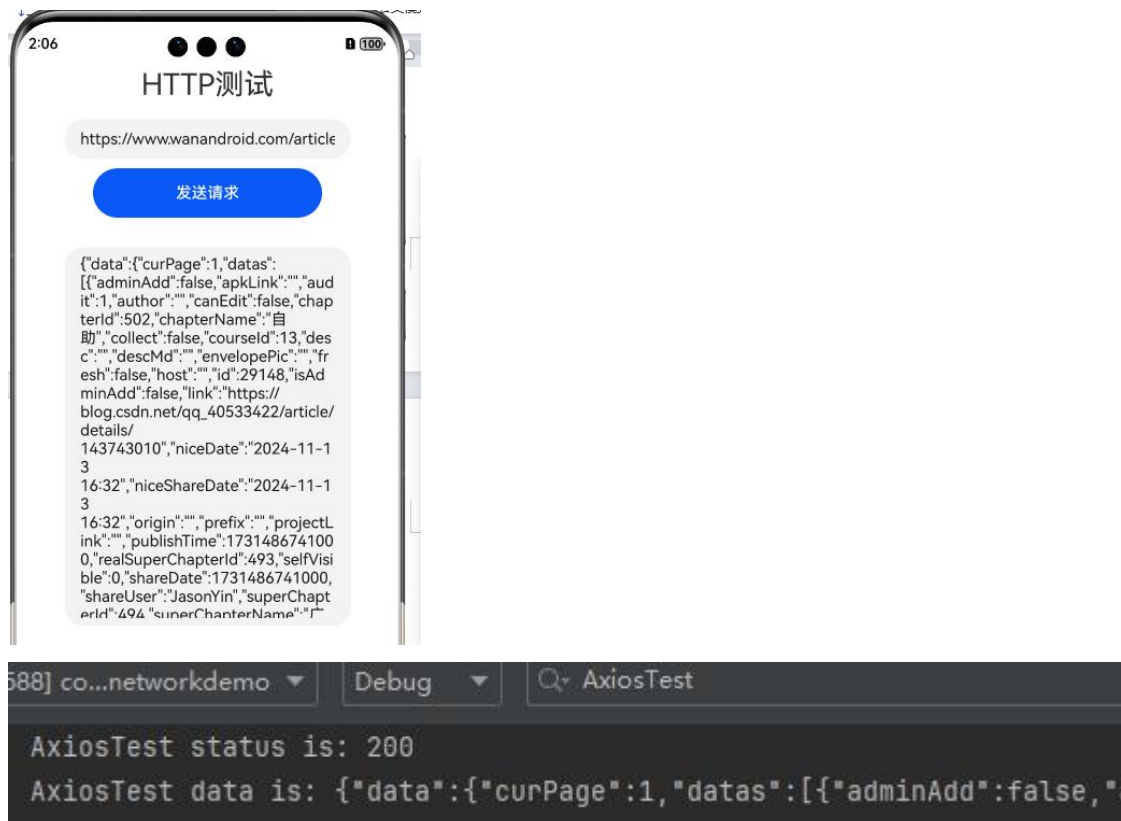 2:06
100
HTTP测试
https://www.wanandroid.com/article
发送请求
{"data":{"curPage":1,"datas":
[{"adminAdd":false,"apkLink":"","aud
it":1,"author":"","canEdit":false,"chap
terId":502,"chapterName":"自
助","collect":false,"courseId":13,"des
c":"","descMd":"","envelopePic":"","fr
esh":false,"host":"","id":29148,"isAd
minAdd":false,"link":"https://
blog.csdn.net/qq_40533422/article/
details/
143743010","niceDate":"2024-11-1
3
16:32","niceShareDate":"2024-11-1
3
16:32","origin":"","prefix":"","projectL
ink":"","publishTime":173148674100
0,"realSuperChapterId":493,"selfVisi
ble":0,"shareDate":1731486741000,
"shareUser":"JasonYin","superChapt
erId":494,"superChapterName":"广
588] co...networkdemo Debug AxiosTest
AxiosTest status is: 200
AxiosTest data is: {"data":{"curPage":1,"datas":[{"adminAdd":false,"